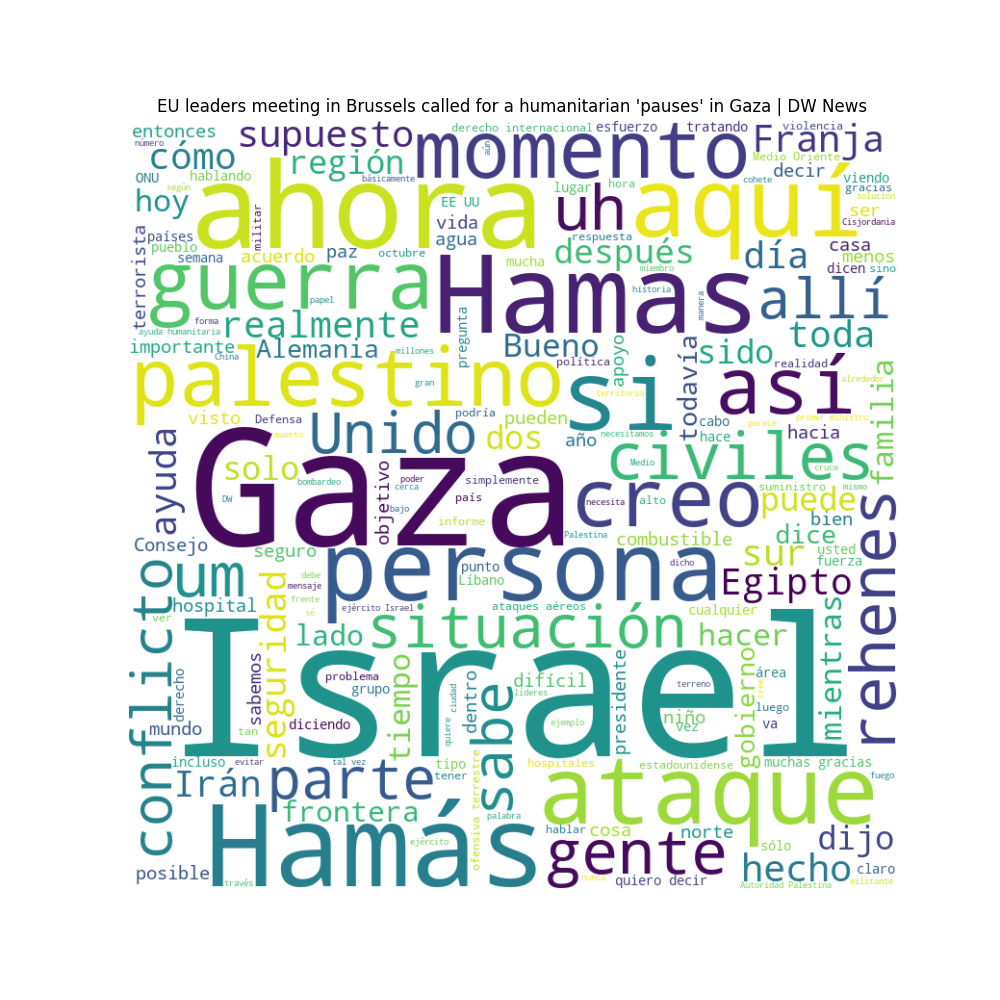 EU leaders meeting in Brussels called for a humanitarian 'pauses' in Gaza | DW News
entonces
número
supuesto
derecho internacional
esfuerzo
tratando
violencia
Franja
cómo
región
momento
aún
Medio Oriente
decir
viendo
ONU
hablando
según
básicamente
ahora
EE UU
lugar
hora
uh
aquí
cohete
gracias
solución
hoy
militar
vida
agua
respuesta
ser
Cisjordania
países
pueblo
semana
acuerdo
paz
octubre
mucha
después
día
casa
menos
terrorista
guerra
papel
Hamas
miembro
historia
manera
allí
dicen
sino
ayuda humanitaria
forma
realmente
pregunta
toda
importante
China
Alemania
millones
Bueno
política
apoyo
todavía
sido
realidad
palestino
gran
si
territorio
así
alrededor
familia
visto
Defensa
muerto
Unido
podría
pueden
dos
año
necesitamos
cabo
hace
primer ministro
parece
hacia
ayuda
solo
bombardeo
DW
Gaza
objetivo
poder
cerca
bajo
simplemente
país
informe
creo
necesita
Medio
civiles
alto
suministro
cruce
mismo
puede
bien
rehenes
Consejo
seguro
Palestina
combustible
dicho
dice
usted
fuerza
sur
conflicto
um
hospital
ver
seguridad
debe
mensaje
frente
sé
persona
punto
Líbano
Egipto
ejército Israel
ataques aéreos
cualquier
mientras
lado
situación
hacer
derecho
mundo
sabemos
tan
Israel
problema
grupo
diciendo
tiempo
quiere
ciudad
dentro
sabe
difícil
líderes
ejemplo
presidente
niño
vez
terreno
gobierno
cree
área
luego
va
incluso
evitar
tal vez
tipo
tener
hospitales
estadounidense
muchas gracias
fuego
Irán
parte
ofensiva terrestre
palabra
ataque
frontera
Hamás
ejército
hablar
cosa
norte
sólo
dijo
gente
hecho
claro
posible
través
nunca
quiero decir
Autoridad Palestina
militante